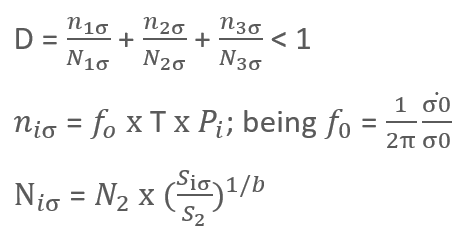 D = n₁σ/N₁σ + n₂σ/N₂σ + n₃σ/N₃σ < 1
nᵢσ = fₒ x T x Pᵢ; being f₀ = 1/2π σ̇0/σ0
Nᵢσ = N₂ x (Sᵢσ/S₂)^1/b